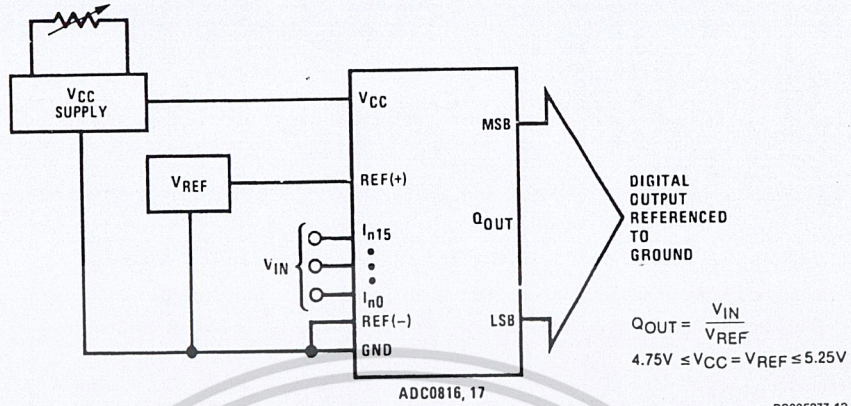 VCC
SUPPLY
VREF
VIN
VCC
REF(+)
In15
In0
REF(−)
GND
MSB
QOUT
LSB
ADC0816, 17
DIGITAL
OUTPUT
REFERENCED
TO
GROUND
QOUT = VIN / VREF
4.75V ≤ VCC = VREF ≤ 5.25V